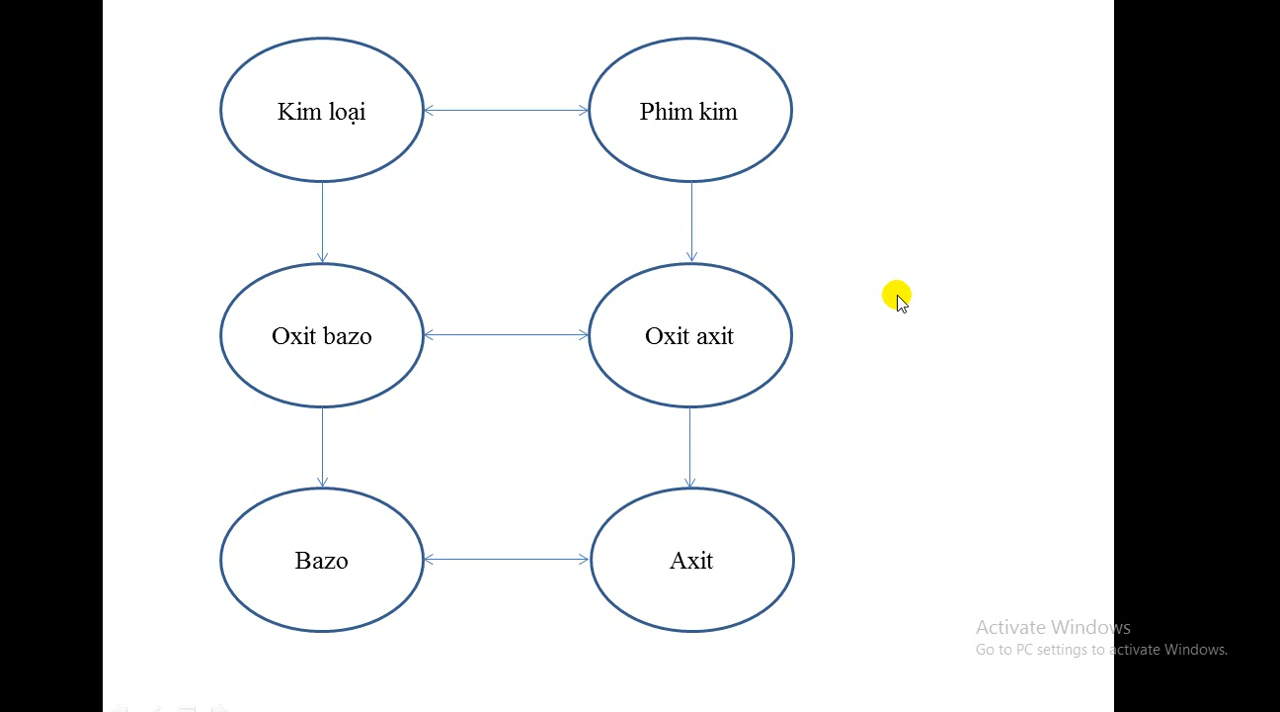 Kim loại
Phim kim
Oxit bazo
Oxit axit
Bazo
Axit
Activate Windows
Go to PC settings to activate Windows.